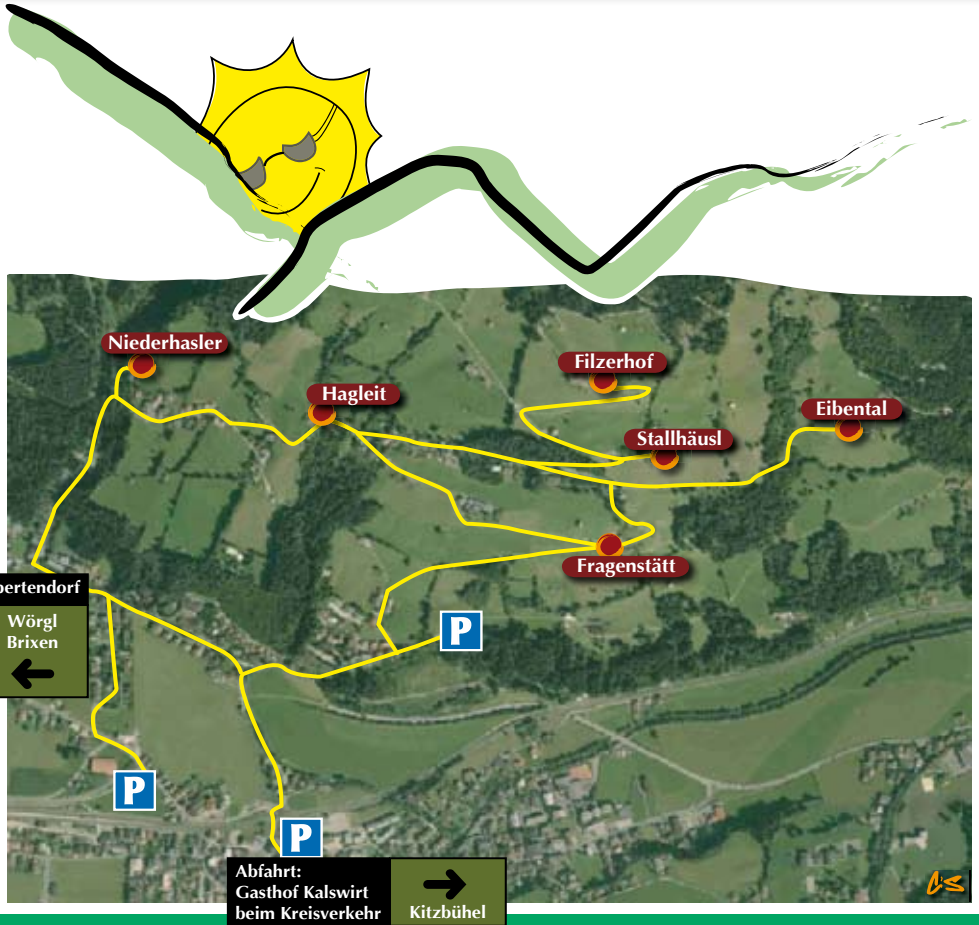 Niederhasler
Filzerhof
Hagleit
Eibental
Stallhäusl
Fragenstätt
pertendorf
Wörgl
Brixen
P
P
P
Abfahrt:
Gasthof Kalswirt
beim Kreisverkehr
Kitzbühel